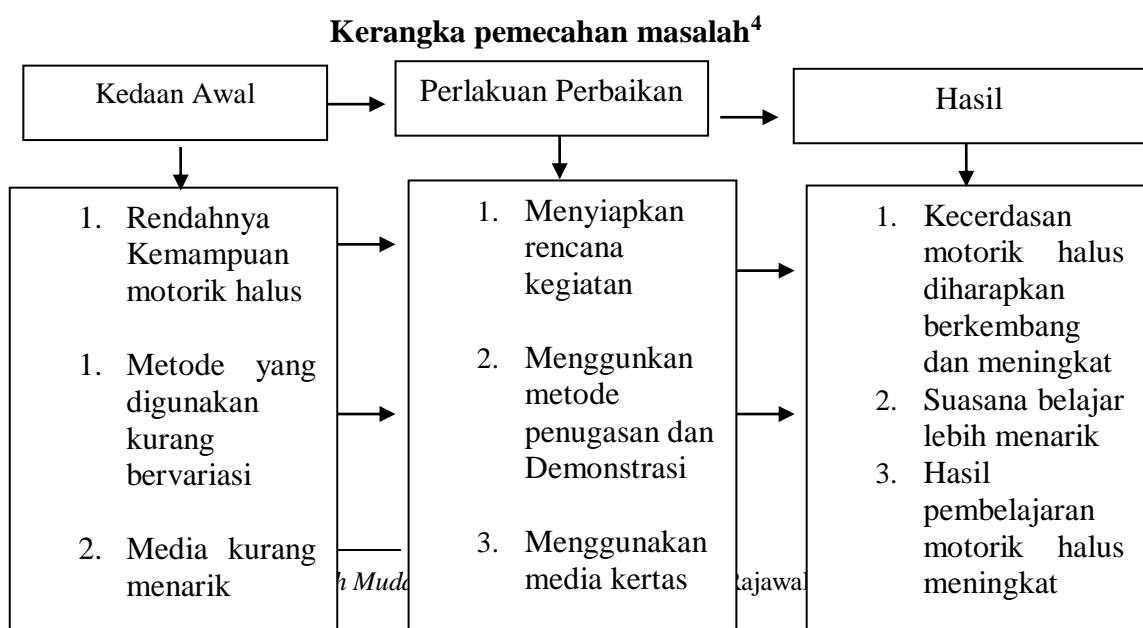 Kerangka pemecahan masalah⁴
Kedaan Awal
Perlakuan Perbaikan
Hasil
1. Rendahnya
Kemampuan
motorik halus
1. Metode yang
digunakan
kurang
bervariasi
2. Media kurang
menarik
1. Menyiapkan
rencana
kegiatan
2. Menggunkan
metode
penugasan dan
Demonstrasi
3. Menggunakan
media kertas
1. Kecerdasan
motorik halus
diharapkan
berkembang
dan meningkat
2. Suasana belajar
lebih menarik
3. Hasil
pembelajaran
motorik halus
meningkat